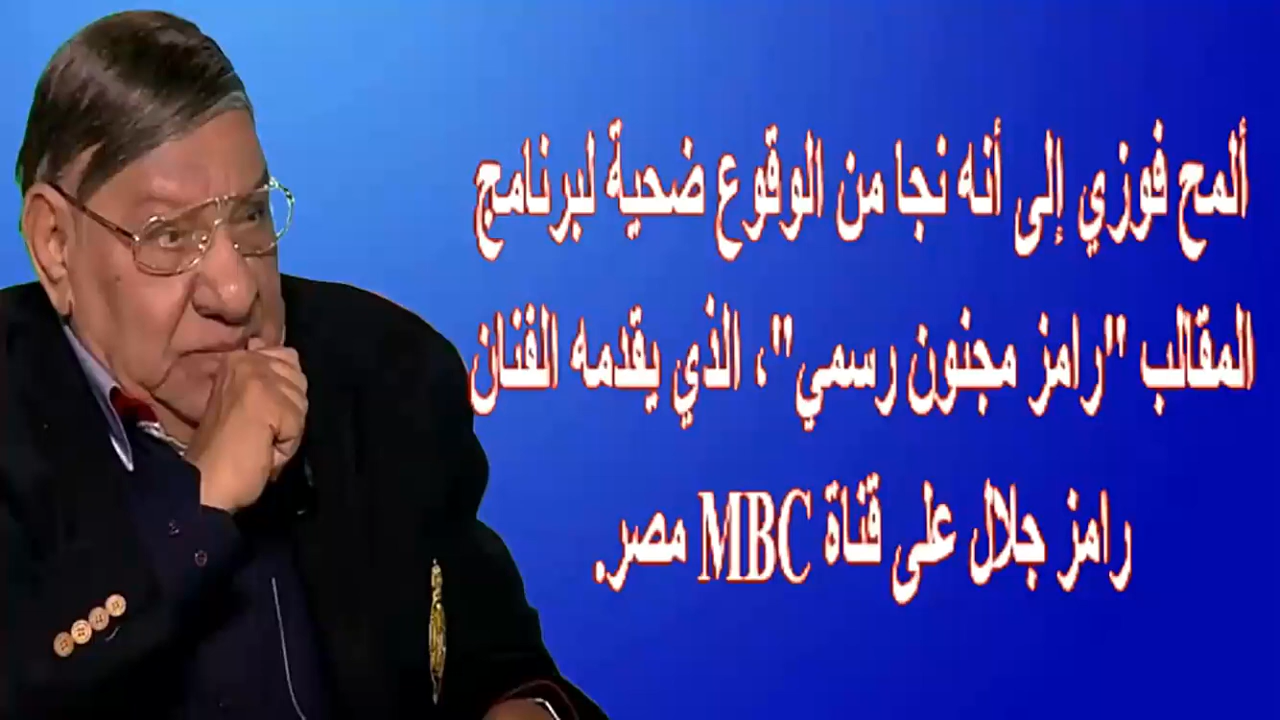 ألمح فوزي إلى أنه نجا من الوقوع ضحية لبرنامج
المقالب "رامز مجنون رسمي"، الذي يقدمه الفنان
رامز جلال على قناة MBC مصر.